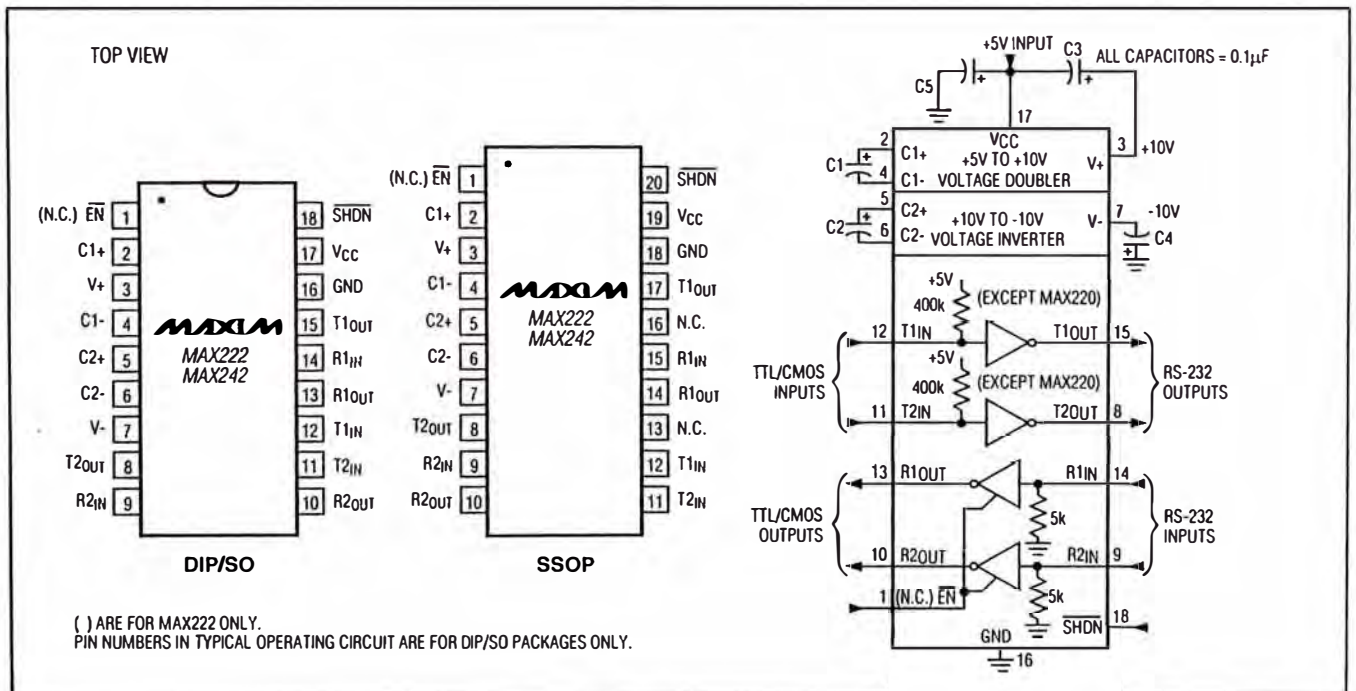 TOP VIEW
(N.C.) EN 1
C1+ 2
V+ 3
C1- 4
C2+ 5
C2- 6
V- 7
T2OUT 8
R2IN 9
18 SHDN
17 VCC
16 GND
15 T1OUT
14 R1IN
13 R1OUT
12 T1IN
11 T2IN
10 R2OUT
MAXIM
MAX222
MAX242
DIP/SO
(N.C.) EN 1
C1+ 2
V+ 3
C1- 4
C2+ 5
C2- 6
V- 7
T2OUT 8
R2IN 9
R2OUT 10
20 SHDN
19 VCC
18 GND
17 T1OUT
16 N.C.
15 R1IN
14 R1OUT
13 N.C.
12 T1IN
11 T2IN
MAXIM
MAX222
MAX242
SSOP
( ) ARE FOR MAX222 ONLY.
PIN NUMBERS IN TYPICAL OPERATING CIRCUIT ARE FOR DIP/SO PACKAGES ONLY.
+5V INPUT
C3
ALL CAPACITORS = 0.1µF
C5
+
+
17
2
VCC
3
+10V
C1
+
C1+
+5V TO +10V
V+
4
C1-
VOLTAGE DOUBLER
5
C2+
7
-10V
C2
+
+10V TO -10V
V-
6
C2-
VOLTAGE INVERTER
C4
+
+5V
400k
(EXCEPT MAX220)
12
T1IN
T1OUT
15
+5V
400k
(EXCEPT MAX220)
TTL/CMOS
INPUTS
RS-232
OUTPUTS
11
T2IN
T2OUT
8
13
R1OUT
R1IN
14
5k
TTL/CMOS
OUTPUTS
RS-232
INPUTS
10
R2OUT
R2IN
9
5k
1
(N.C.) EN
SHDN
18
GND
16